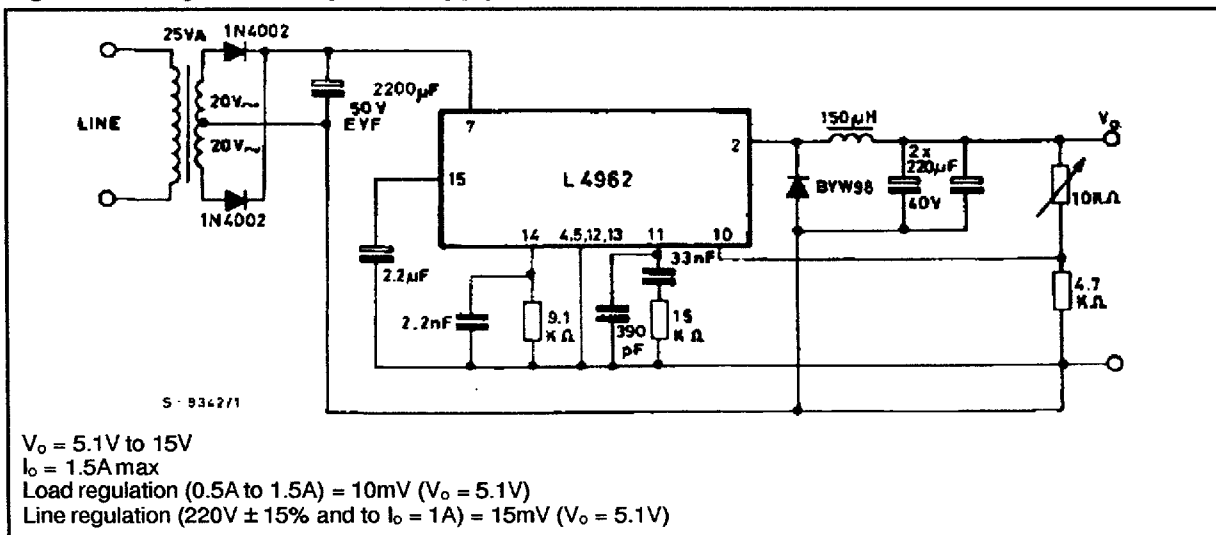 25VA
1N4002
2200µF
50V
EYF
20V~
20V~
LINE
1N4002
7
2
L4962
15
14
4,5,12,13
11
10
2.2µF
2.2nF
9.1
KΩ
390
pF
33nF
15
KΩ
150µH
BYW98
2x
220µF
40V
Vo
10KΩ
4.7
KΩ
S-9342/1
Vo = 5.1V to 15V
Io = 1.5A max
Load regulation (0.5A to 1.5A) = 10mV (Vo = 5.1V)
Line regulation (220V ± 15% and to Io = 1A) = 15mV (Vo = 5.1V)